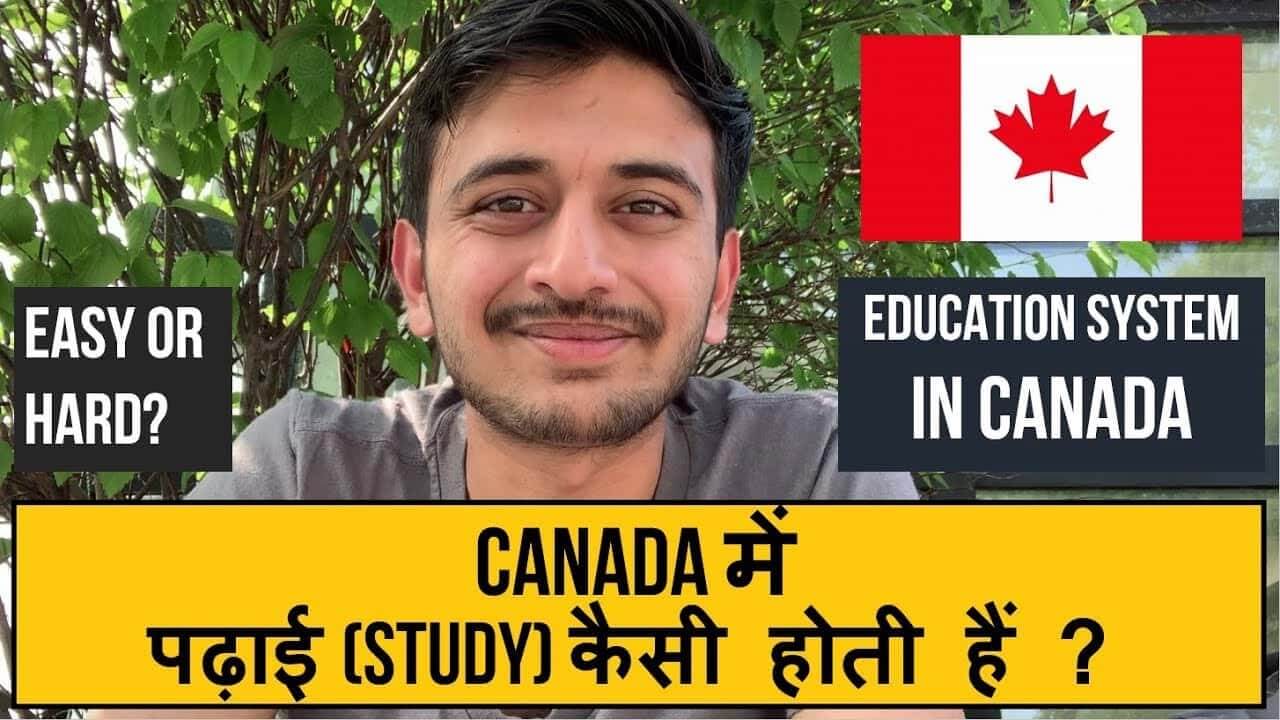 EASY OR
HARD?
EDUCATION SYSTEM
IN CANADA
CANADA में
पढ़ाई (STUDY) कैसी होती हैं ?